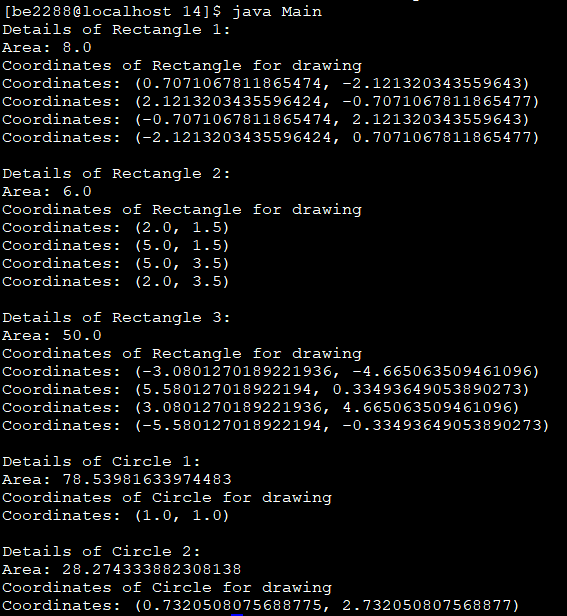 [be2288@localhost 14]$ java Main
Details of Rectangle 1:
Area: 8.0
Coordinates of Rectangle for drawing
Coordinates: (0.7071067811865474, -2.121320343559643)
Coordinates: (2.1213203435596424, -0.7071067811865477)
Coordinates: (-0.7071067811865474, 2.121320343559643)
Coordinates: (-2.1213203435596424, 0.7071067811865477)

Details of Rectangle 2:
Area: 6.0
Coordinates of Rectangle for drawing
Coordinates: (2.0, 1.5)
Coordinates: (5.0, 1.5)
Coordinates: (5.0, 3.5)
Coordinates: (2.0, 3.5)

Details of Rectangle 3:
Area: 50.0
Coordinates of Rectangle for drawing
Coordinates: (-3.0801270189221936, -4.665063509461096)
Coordinates: (5.580127018922194, 0.33493649053890273)
Coordinates: (3.0801270189221936, 4.665063509461096)
Coordinates: (-5.580127018922194, -0.33493649053890273)

Details of Circle 1:
Area: 78.53981633974483
Coordinates of Circle for drawing
Coordinates: (1.0, 1.0)

Details of Circle 2:
Area: 28.274333882308138
Coordinates of Circle for drawing
Coordinates: (0.7320508075688775, 2.732050807568877)